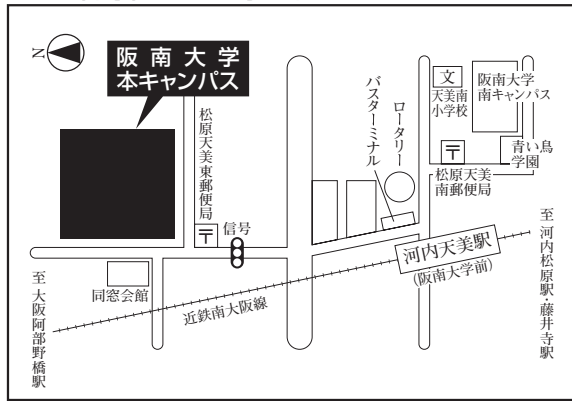 N
阪南大学
本キャンパス
松原天美東郵便局
〒
信号
バスターミナル
ロータリー
文
天美南
小学校
阪南大学
南キャンパス
〒
松原天美
南郵便局
青い鳥
学園
河内天美駅
(阪南大学前)
至 河内松原駅・藤井寺駅
同窓会館
近鉄南大阪線
至 大阪阿部野橋駅